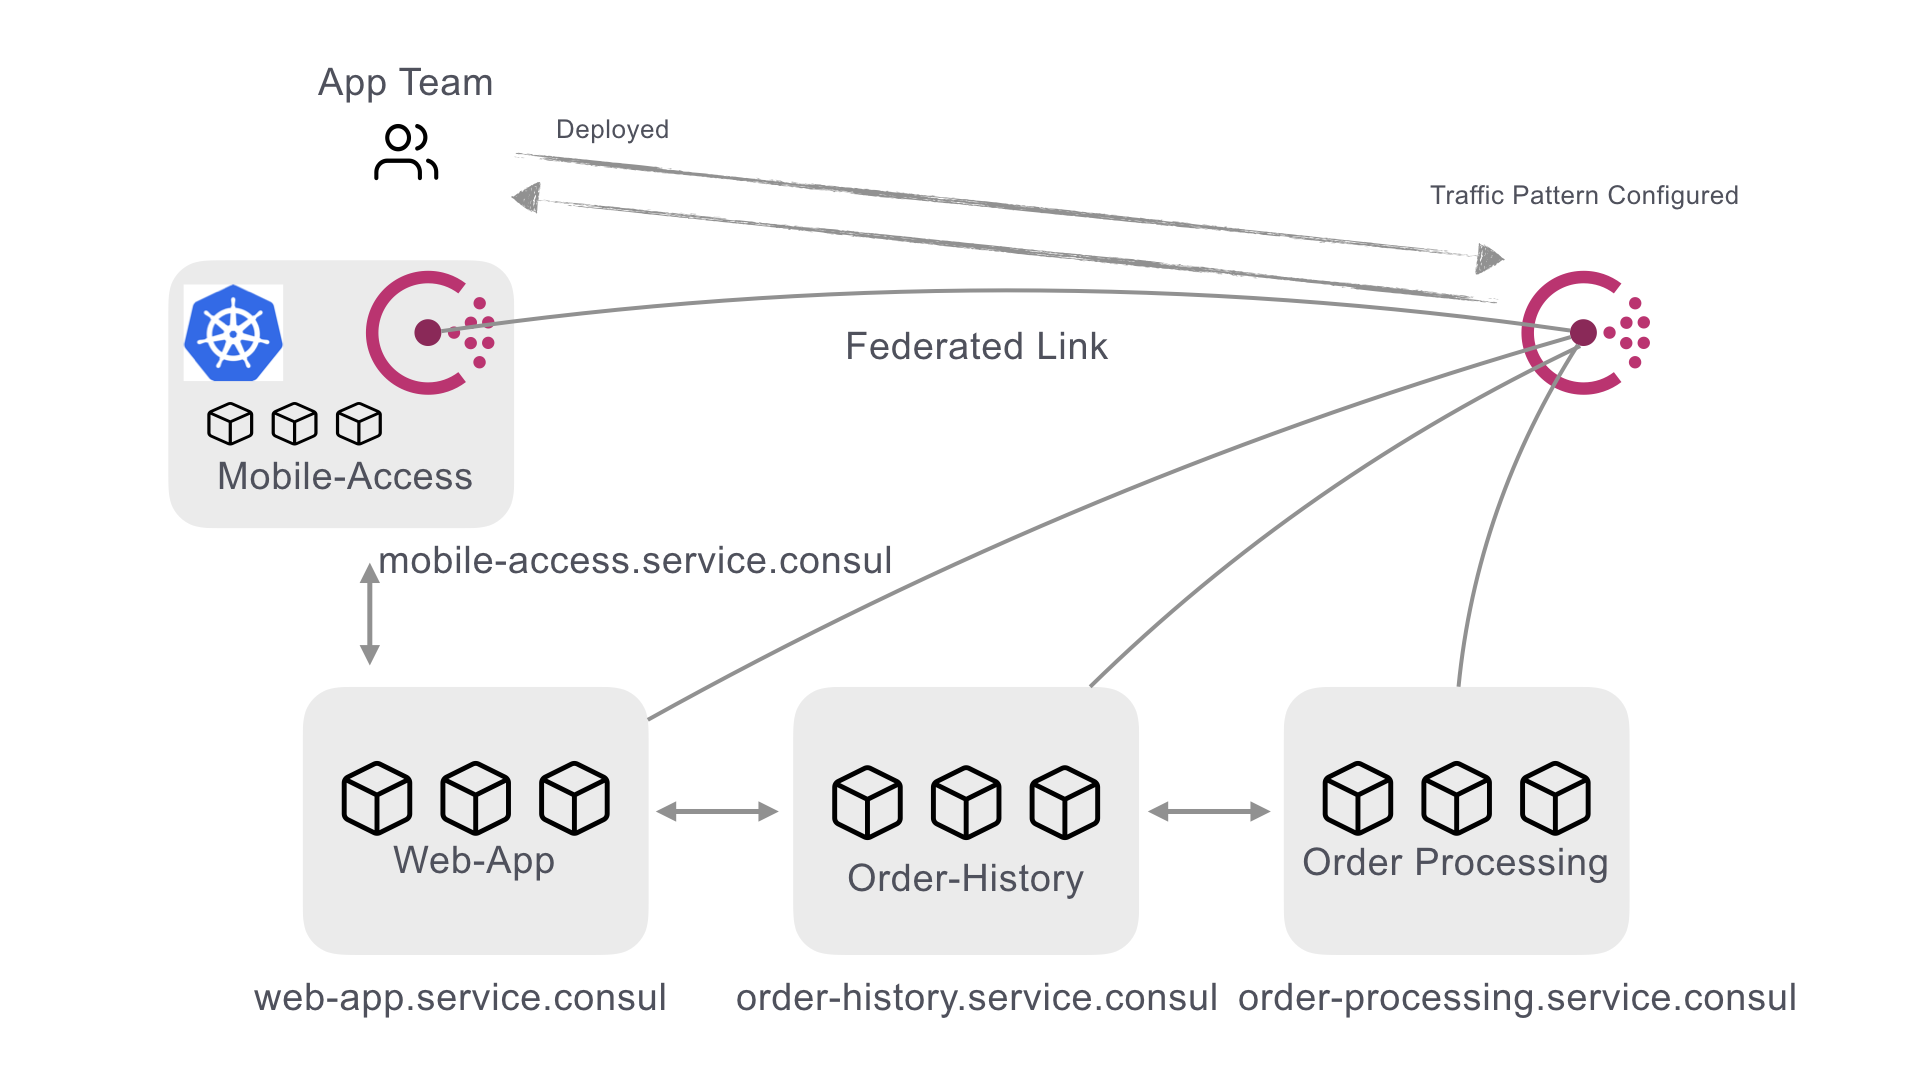 App Team
Deployed
Traffic Pattern Configured
Federated Link
Mobile-Access
mobile-access.service.consul
Web-App
Order-History
Order Processing
web-app.service.consul
order-history.service.consul
order-processing.service.consul